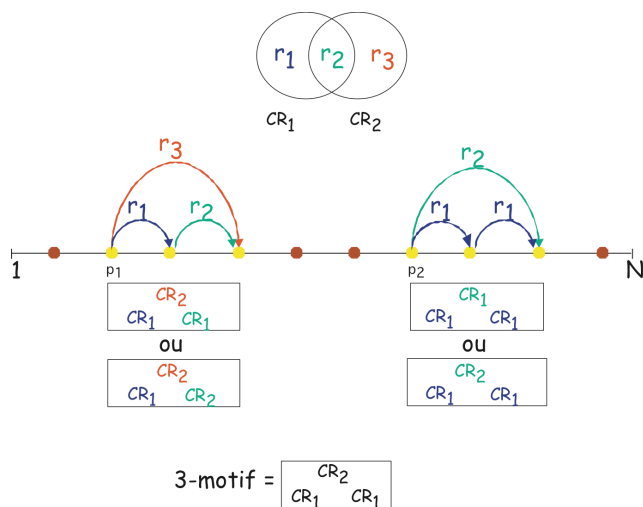 r1 r2 r3
CR1 CR2
r3 r2
r1 r2 r1 r1
1 p1 p2 N
CR2 CR1
CR1 CR1 CR1 CR1
ou ou
CR2 CR2
CR1 CR2 CR1 CR1
3-motif = CR2
CR1 CR1